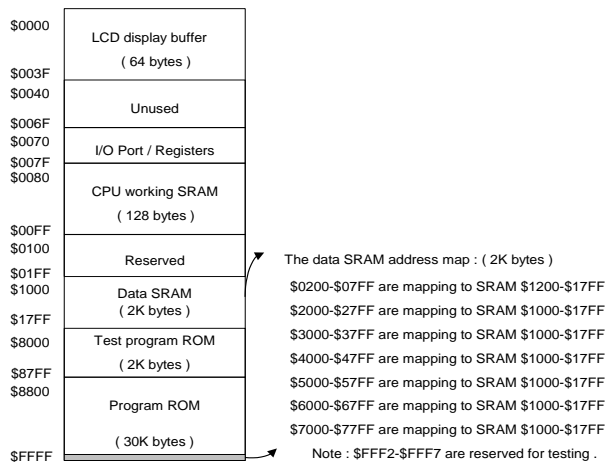 $0000
LCD display buffer
( 64 bytes )
$003F
$0040
Unused
$006F
$0070
I/O Port / Registers
$007F
$0080
CPU working SRAM
( 128 bytes )
$00FF
$0100
Reserved
$01FF
$1000
Data SRAM
( 2K bytes )
$17FF
$8000
Test program ROM
( 2K bytes )
$87FF
$8800
Program ROM
( 30K bytes )
$FFFF
The data SRAM address map : ( 2K bytes )
$0200-$07FF are mapping to SRAM $1200-$17FF
$2000-$27FF are mapping to SRAM $1000-$17FF
$3000-$37FF are mapping to SRAM $1000-$17FF
$4000-$47FF are mapping to SRAM $1000-$17FF
$5000-$57FF are mapping to SRAM $1000-$17FF
$6000-$67FF are mapping to SRAM $1000-$17FF
$7000-$77FF are mapping to SRAM $1000-$17FF
Note : $FFF2-$FFF7 are reserved for testing .